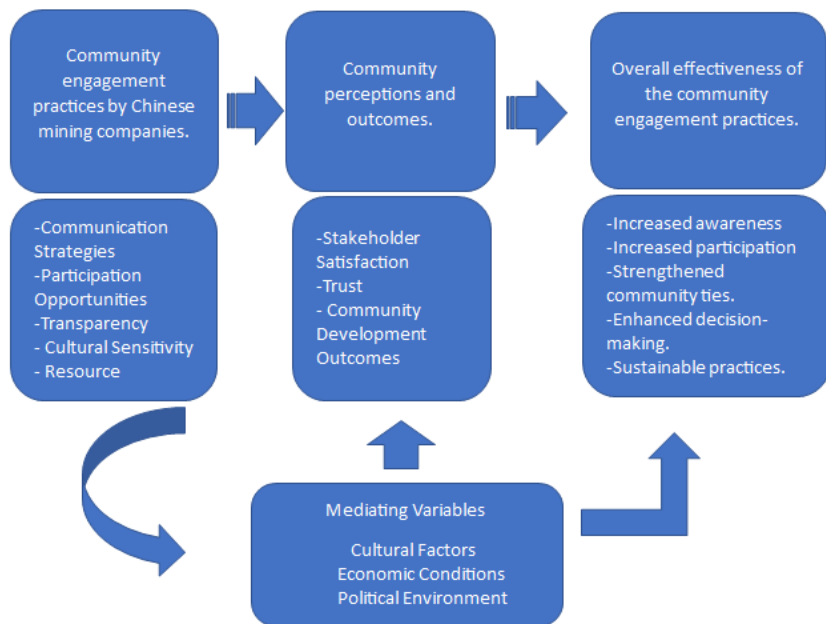 Community
engagement
practices by Chinese
mining companies.
Community
perceptions and
outcomes.
Overall effectiveness of
the community
engagement practices.
-Communication
Strategies
-Participation
Opportunities
-Transparency
- Cultural Sensitivity
- Resource
-Stakeholder
Satisfaction
-Trust
- Community
Development
Outcomes
-Increased awareness
-Increased participation
-Strengthened
community ties.
-Enhanced decision-
making.
-Sustainable practices.
Mediating Variables
Cultural Factors
Economic Conditions
Political Environment